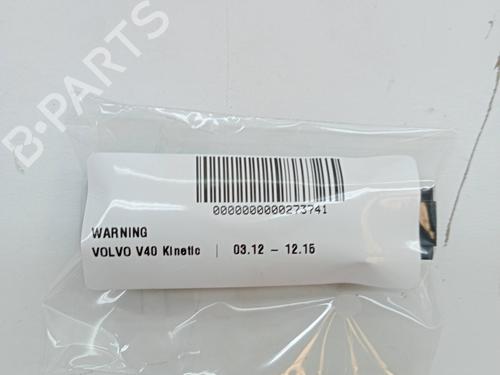 B-PARTS
0000000000273741
WARNING
VOLVO V40 Kinetic | 03.12 - 12.15